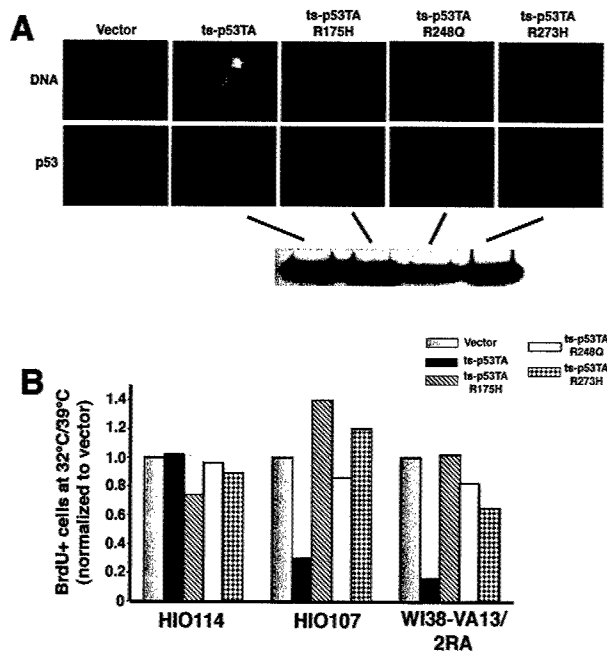 A
Vector
ts-p53TA
ts-p53TA
R175H
ts-p53TA
R248Q
ts-p53TA
R273H
DNA
p53
B
Vector
ts-p53TA
ts-p53TA
R175H
ts-p53TA
R248Q
ts-p53TA
R273H
BrdU+ cells at 32°C/39°C
(normalized to vector)
1.4
1.2
1.0
0.8
0.6
0.4
0.2
0
HIO114
HIO107
WI38-VA13/
2RA